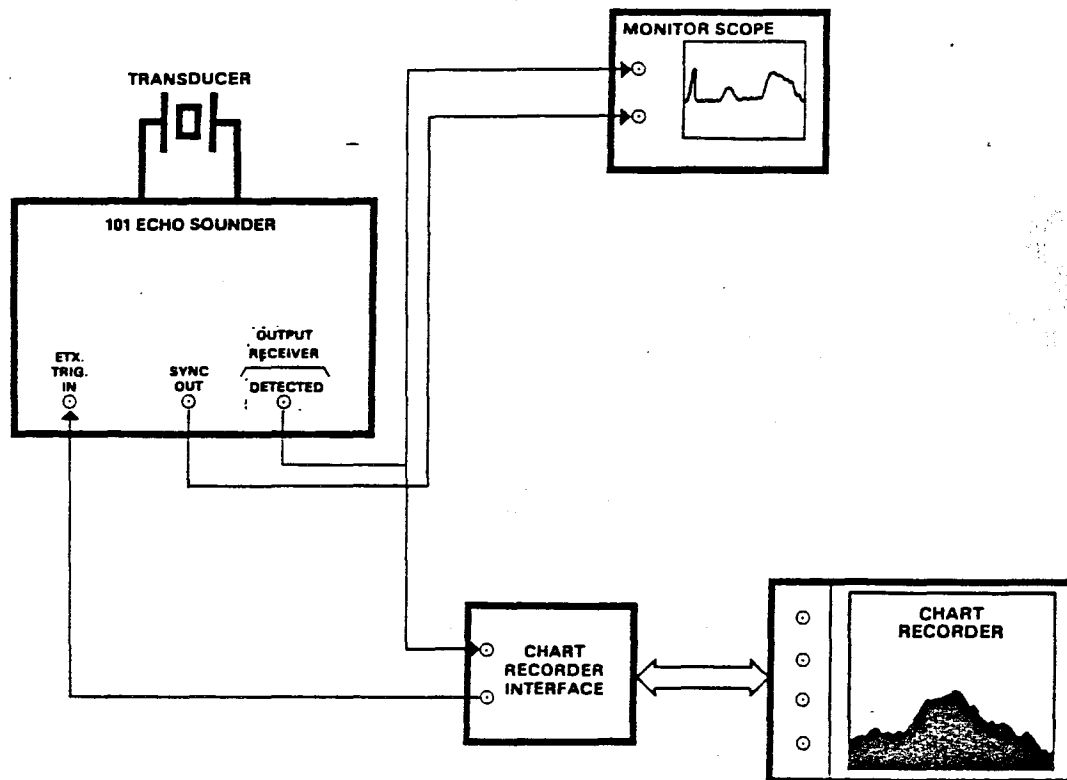 MONITOR SCOPE
TRANSDUCER
101 ECHO SOUNDER
OUTPUT
RECEIVER
ETX.
TRIG.
IN
SYNC
OUT
DETECTED
CHART
RECORDER
INTERFACE
CHART
RECORDER